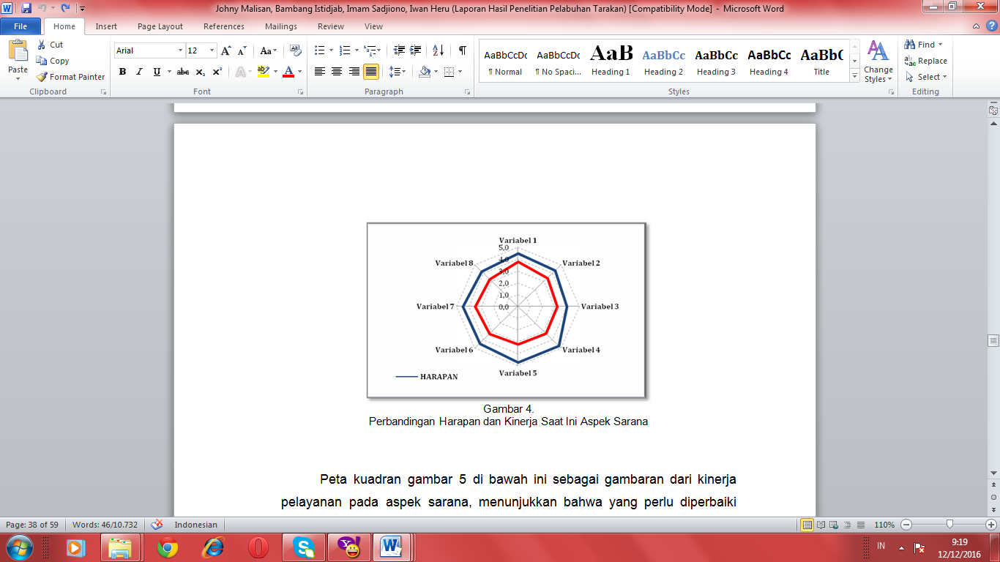 Johny Malisan, Bambang Istidjab, Imam Sadjiono, Iwan Heru (Laporan Hasil Penelitian Pelabuhan Tarakan) [Compatibility Mode] - Microsoft Word
File Home Insert Page Layout References Mailings Review View
Paste
Cut
Copy
Format Painter
Clipboard
Arial 12
Font
Paragraph
AaBbCcDc AaBbCcDc AaB AaBbCc AaBbCc AaBbCc AaBbC
¶ Normal ¶ No Spaci... Heading 1 Heading 2 Heading 3 Heading 4 Title
Change
Styles
Styles
Find
Replace
Select
Editing
Variabel 1
5,0
Variabel 8 4,0 Variabel 2
3,0
2,0
1,0
Variabel 7 0,0 Variabel 3
Variabel 6 Variabel 4
Variabel 5
HARAPAN
Gambar 4.
Perbandingan Harapan dan Kinerja Saat Ini Aspek Sarana
Peta kuadran gambar 5 di bawah ini sebagai gambaran dari kinerja
pelayanan pada aspek sarana, menunjukkan bahwa yang perlu diperbaiki
Page: 38 of 59 Words: 46/10.732 Indonesian 110%
IN 9:19
12/12/2016